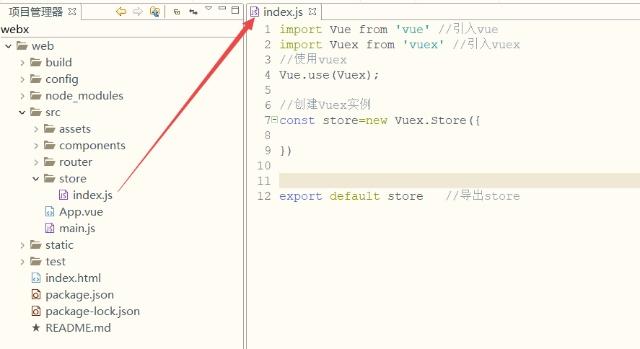 项目管理器
webx
web
build
config
node_modules
src
assets
components
router
store
index.js
App.vue
main.js
static
test
index.html
package.json
package-lock.json
README.md
index.js
1 import Vue from 'vue' //引入vue
2 import Vuex from 'vuex' //引入vuex
3 //使用vuex
4 Vue.use(Vuex);
5
6 //创建Vuex实例
7 const store=new Vuex.Store({
8
9 })
10
11
12 export default store //导出store